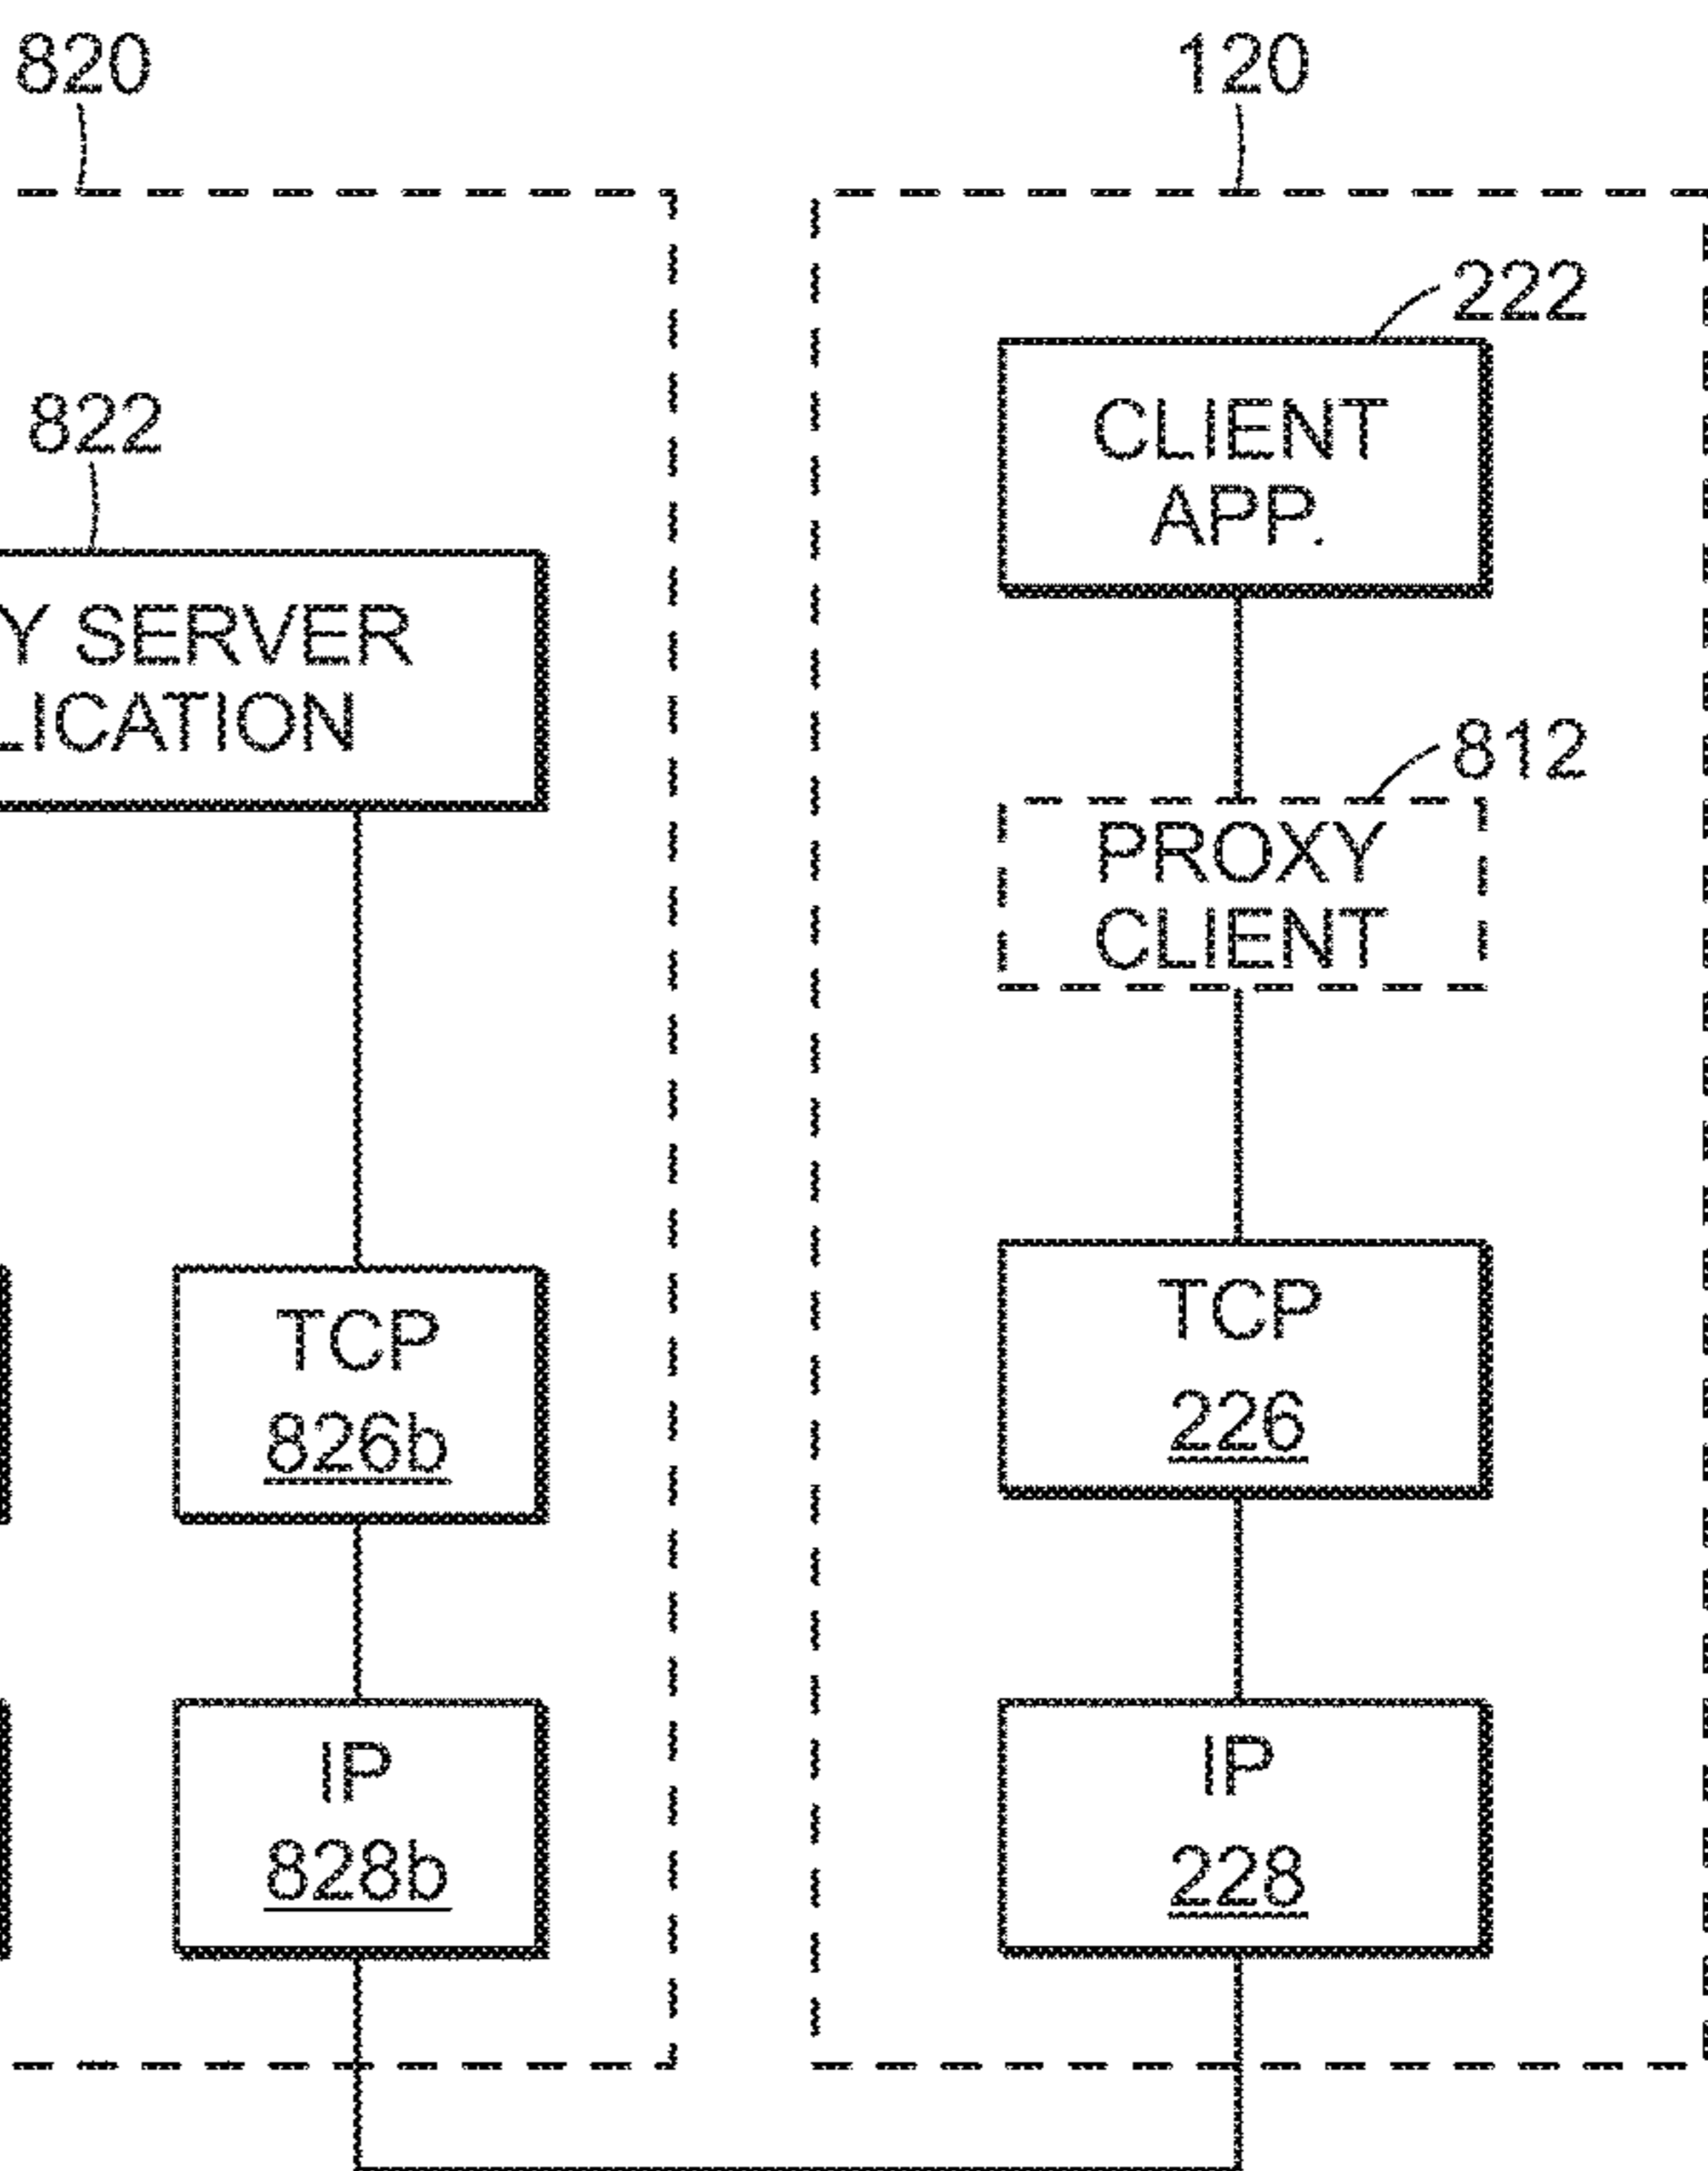 820
822
Y SERVER
LICATION
TCP
826b
IP
828b
120
222
CLIENT
APP.
812
PROXY
CLIENT
TCP
226
IP
228